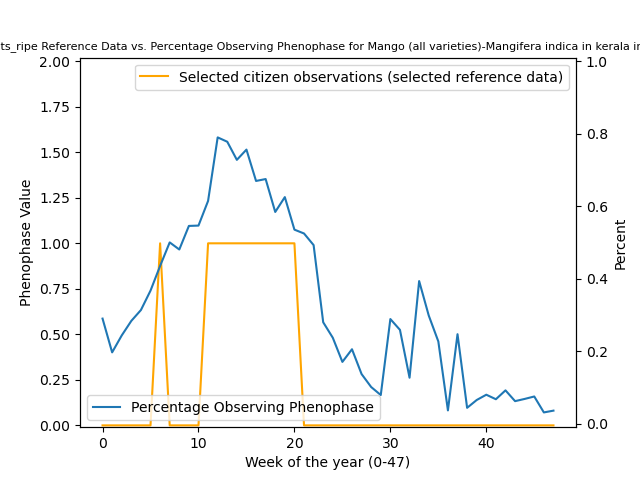 ts_ripe Reference Data vs. Percentage Observing Phenophase for Mango (all varieties)-Mangifera indica in kerala in
Selected citizen observations (selected reference data)
Percentage Observing Phenophase
Phenophase Value
2.00
1.75
1.50
1.25
1.00
0.75
0.50
0.25
0.00
1.0
0.8
0.6
0.4
0.2
0.0
Percent
0 10 20 30 40
Week of the year (0-47)